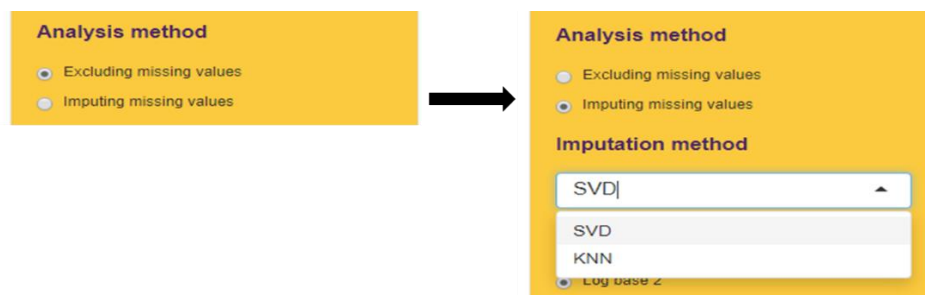 Analysis method
Excluding missing values
Imputing missing values
Analysis method
Excluding missing values
Imputing missing values
Imputation method
SVD
SVD
KNN
Log base 2